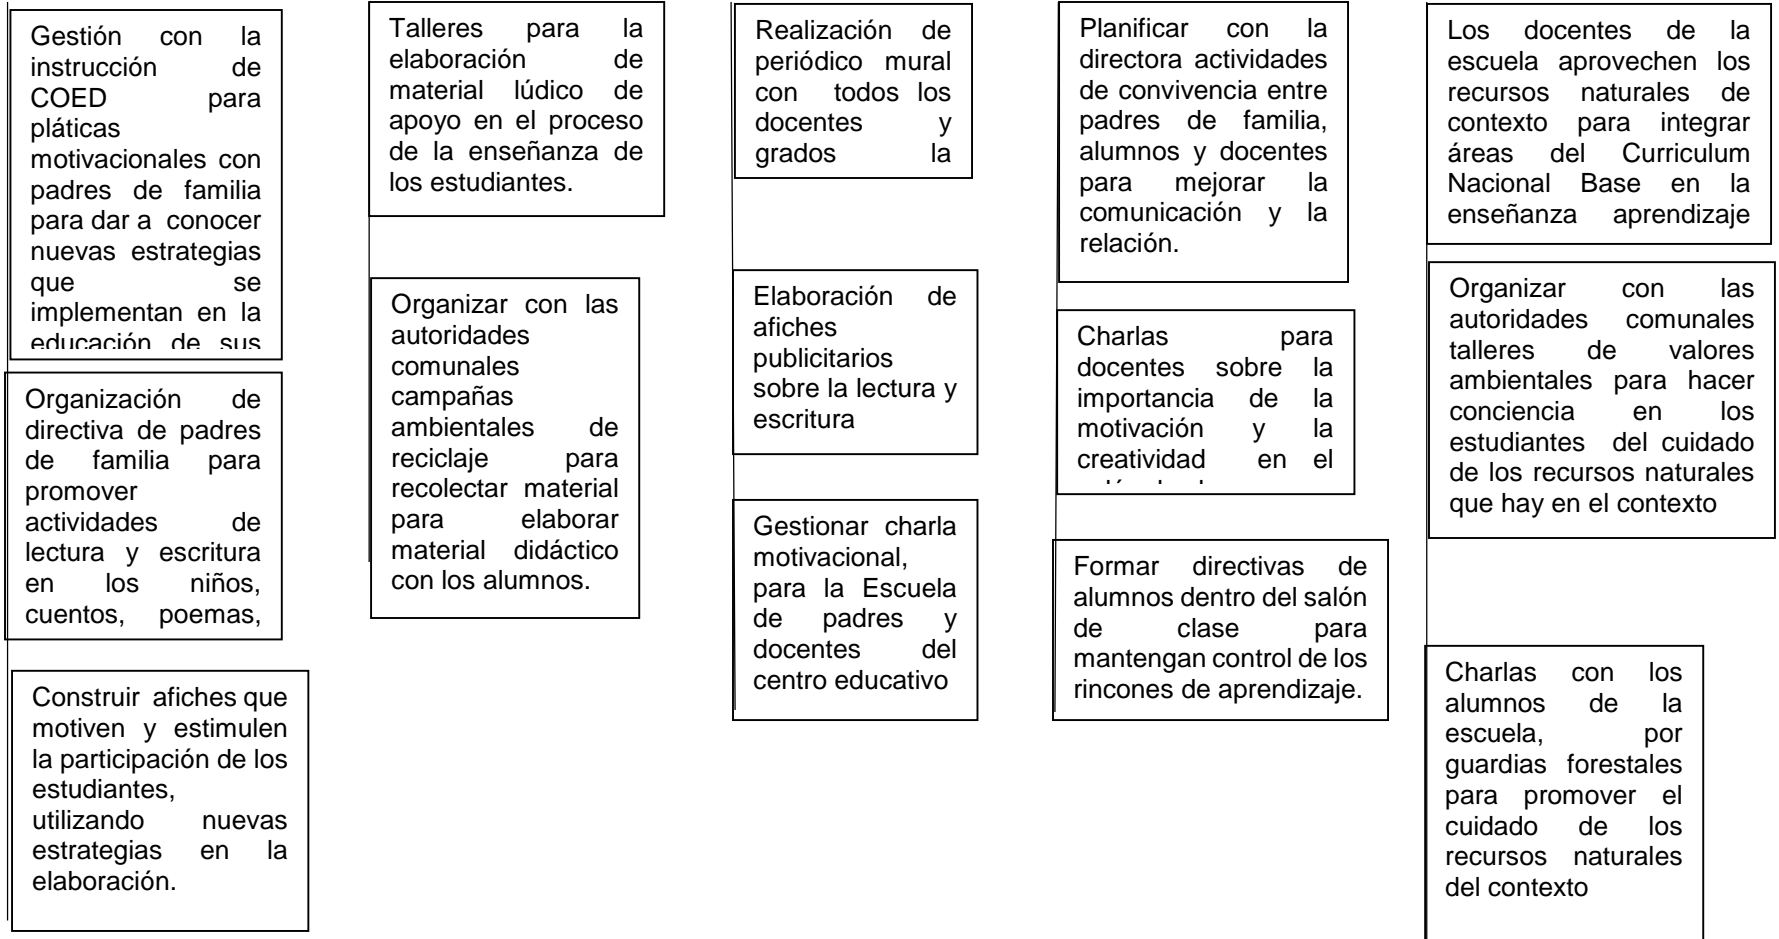 Gestión con la
instrucción de
COED para
pláticas
motivacionales con
padres de familia
para dar a conocer
nuevas estrategias
que se
implementan en la
educación de sus
Organización de
directiva de padres
de familia para
promover
actividades de
lectura y escritura
en los niños,
cuentos, poemas,
Construir afiches que
motiven y estimulen
la participación de los
estudiantes,
utilizando nuevas
estrategias en la
elaboración.
Talleres para la
elaboración de
material lúdico de
apoyo en el proceso
de la enseñanza de
los estudiantes.
Organizar con las
autoridades
comunales
campañas
ambientales de
reciclaje para
recolectar material
para elaborar
material didáctico
con los alumnos.
Realización de
periódico mural
con todos los
docentes y
grados la
Elaboración de
afiches
publicitarios
sobre la lectura y
escritura
Gestionar charla
motivacional,
para la Escuela
de padres y
docentes del
centro educativo
Planificar con la
directora actividades
de convivencia entre
padres de familia,
alumnos y docentes
para mejorar la
comunicación y la
relación.
Charlas para
docentes sobre la
importancia de la
motivación y la
creatividad en el
Formar directivas de
alumnos dentro del salón
de clase para
mantengan control de los
rincones de aprendizaje.
Los docentes de la
escuela aprovechen los
recursos naturales de
contexto para integrar
áreas del Curriculum
Nacional Base en la
enseñanza aprendizaje
Organizar con las
autoridades comunales
talleres de valores
ambientales para hacer
conciencia en los
estudiantes del cuidado
de los recursos naturales
que hay en el contexto
Charlas con los
alumnos de la
escuela, por
guardias forestales
para promover el
cuidado de los
recursos naturales
del contexto